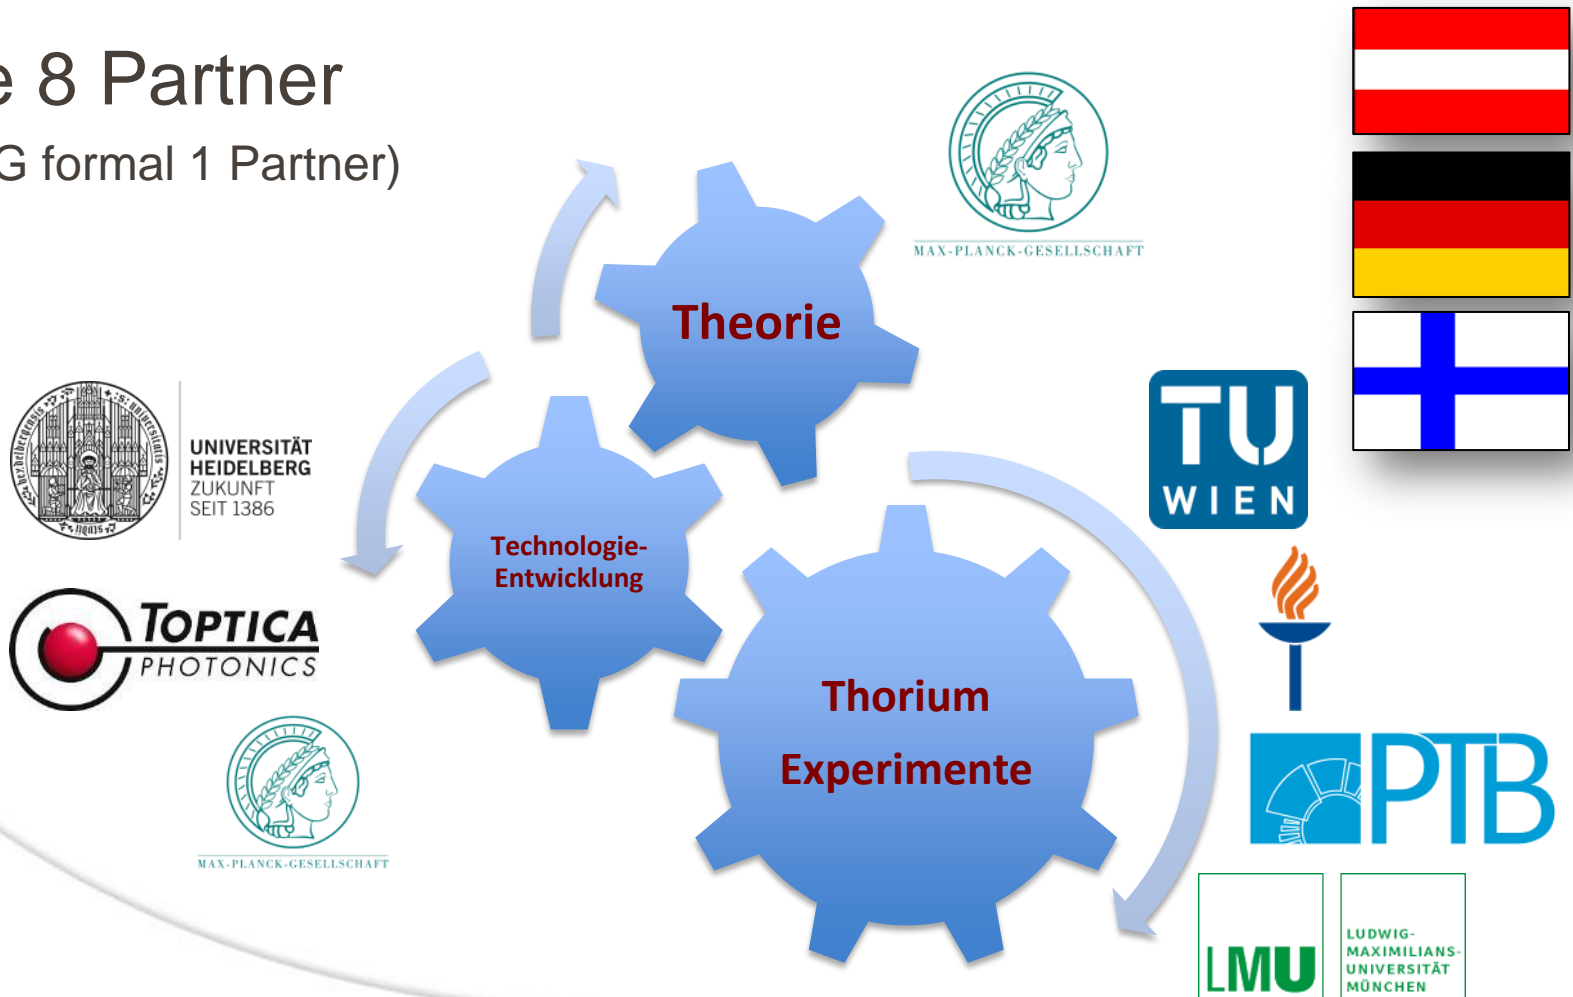 e 8 Partner
G formal 1 Partner)
MAX-PLANCK-GESELLSCHAFT
Theorie
TU
WIEN
UNIVERSITÄT
HEIDELBERG
ZUKUNFT
SEIT 1386
Technologie-
Entwicklung
TOPTICA
PHOTONICS
Thorium
Experimente
PTB
MAX-PLANCK-GESELLSCHAFT
LMU
LUDWIG-
MAXIMILIANS-
UNIVERSITÄT
MÜNCHEN